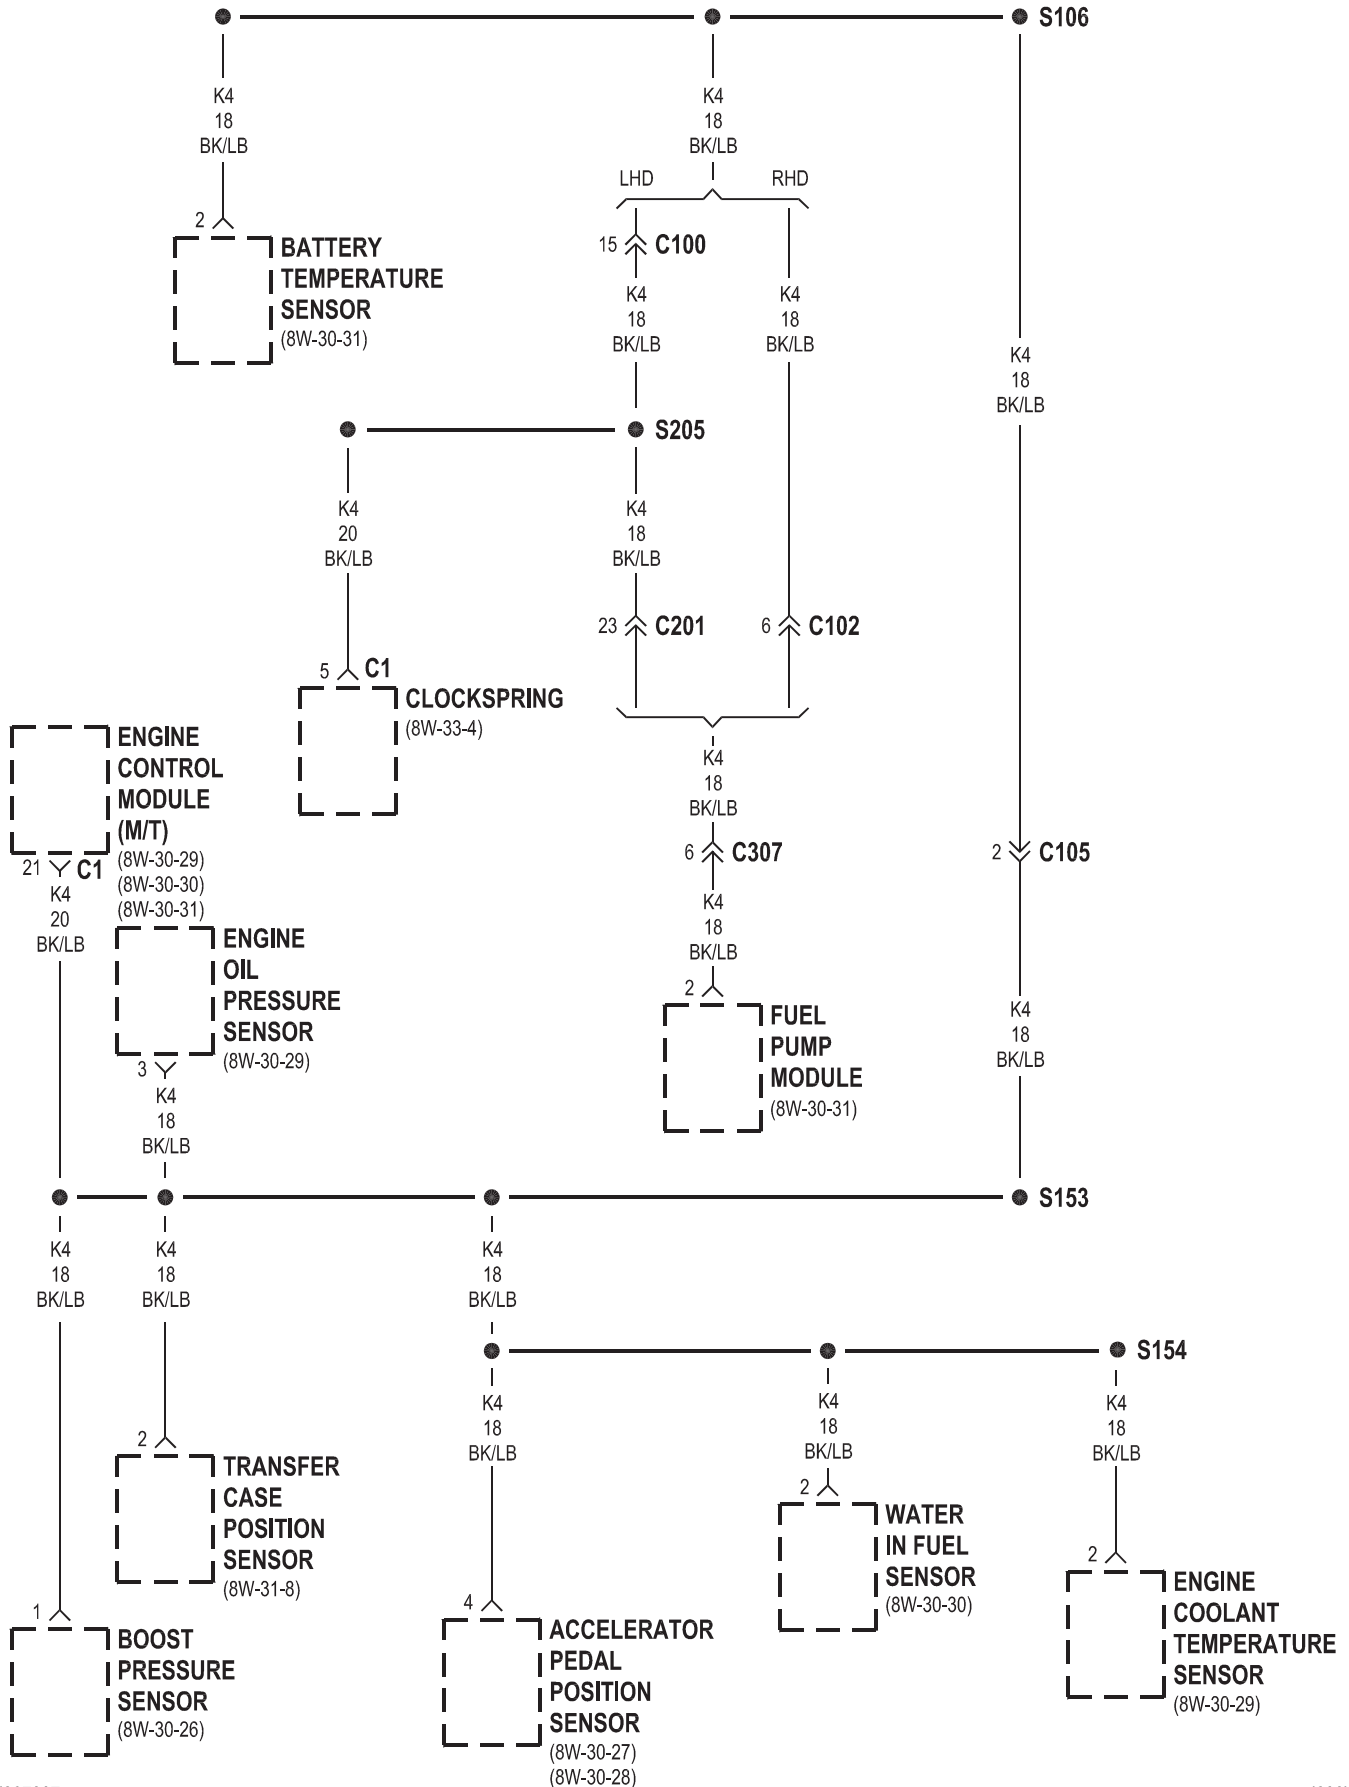 S106
K4
18
BK/LB
K4
18
BK/LB
LHD
RHD
2
BATTERY
TEMPERATURE
SENSOR
(8W-30-31)
15
C100
K4
18
BK/LB
K4
18
BK/LB
K4
18
BK/LB
S205
K4
20
BK/LB
K4
18
BK/LB
23
C201
6
C102
5
C1
CLOCKSPRING
(8W-33-4)
ENGINE
CONTROL
MODULE
(M/T)
(8W-30-29)
(8W-30-30)
(8W-30-31)
21
C1
K4
20
BK/LB
K4
18
BK/LB
6
C307
2
C105
K4
18
BK/LB
ENGINE
OIL
PRESSURE
SENSOR
(8W-30-29)
3
K4
18
BK/LB
2
FUEL
PUMP
MODULE
(8W-30-31)
K4
18
BK/LB
S153
K4
18
BK/LB
K4
18
BK/LB
K4
18
BK/LB
S154
K4
18
BK/LB
K4
18
BK/LB
K4
18
BK/LB
2
TRANSFER
CASE
POSITION
SENSOR
(8W-31-8)
2
WATER
IN FUEL
SENSOR
(8W-30-30)
2
ENGINE
COOLANT
TEMPERATURE
SENSOR
(8W-30-29)
1
BOOST
PRESSURE
SENSOR
(8W-30-26)
4
ACCELERATOR
PEDAL
POSITION
SENSOR
(8W-30-27)
(8W-30-28)